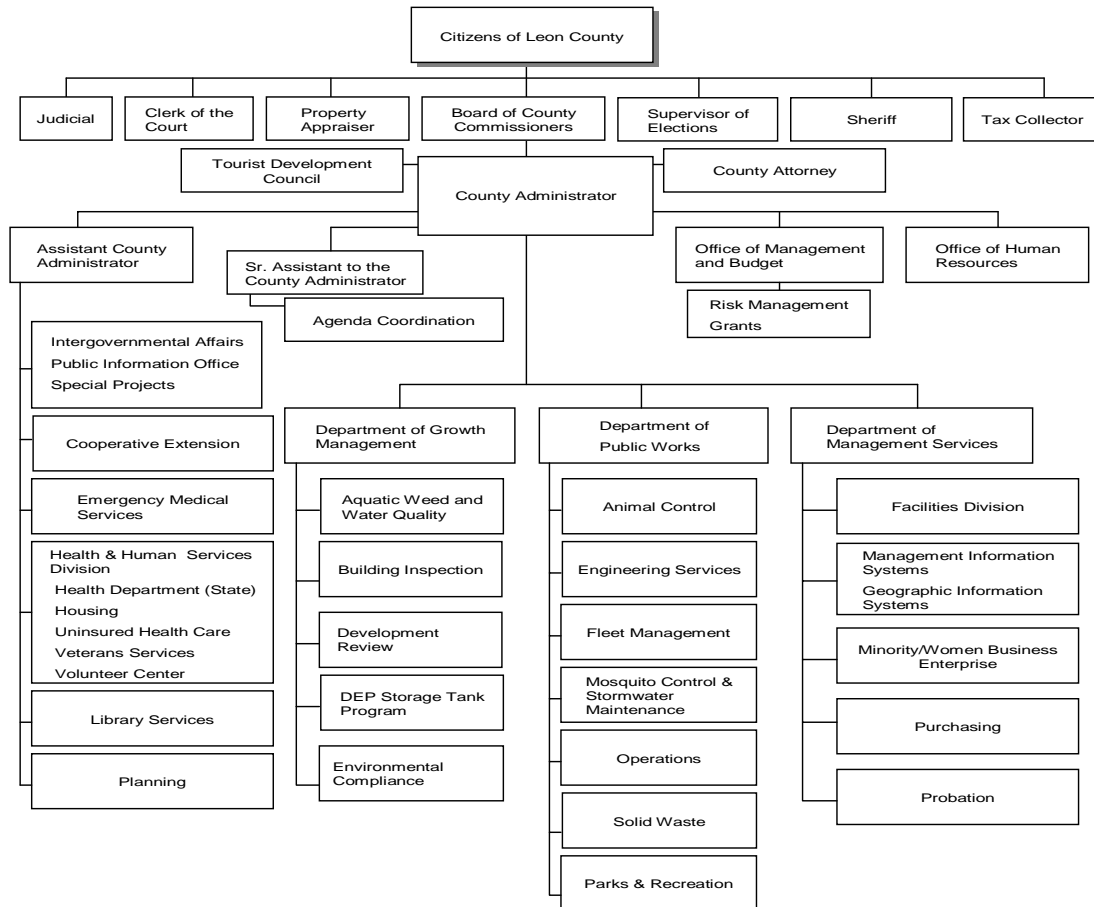 Citizens of Leon County
Judicial
Clerk of the
Court
Property
Appraiser
Board of County
Commissioners
Supervisor of
Elections
Sheriff
Tax Collector
Tourist Development
Council
County Attorney
County Administrator
Assistant County
Administrator
Sr. Assistant to the
County Administrator
Agenda Coordination
Office of Management
and Budget
Risk Management
Grants
Office of Human
Resources
Intergovernmental Affairs
Public Information Office
Special Projects
Cooperative Extension
Emergency Medical
Services
Health & Human Services
Division
Health Department (State)
Housing
Uninsured Health Care
Veterans Services
Volunteer Center
Library Services
Planning
Department of Growth
Management
Aquatic Weed and
Water Quality
Building Inspection
Development
Review
DEP Storage Tank
Program
Environmental
Compliance
Department of
Public Works
Animal Control
Engineering Services
Fleet Management
Mosquito Control &
Stormwater
Maintenance
Operations
Solid Waste
Parks & Recreation
Department of
Management Services
Facilities Division
Management Information
Systems
Geographic Information
Systems
Minority/Women Business
Enterprise
Purchasing
Probation